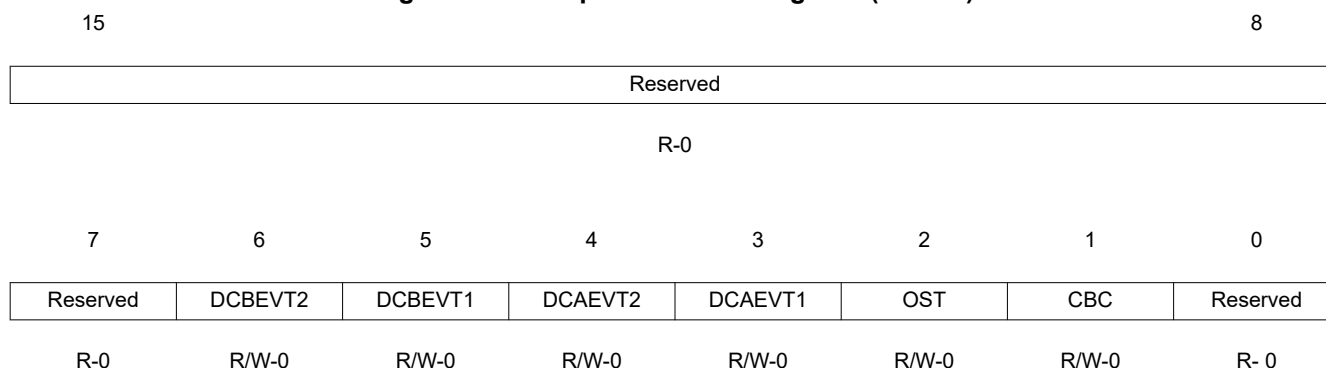 15 8
Reserved
R-0
7 6 5 4 3 2 1 0
Reserved DCBEVT2 DCBEVT1 DCAEVT2 DCAEVT1 OST CBC Reserved
R-0 R/W-0 R/W-0 R/W-0 R/W-0 R/W-0 R/W-0 R- 0